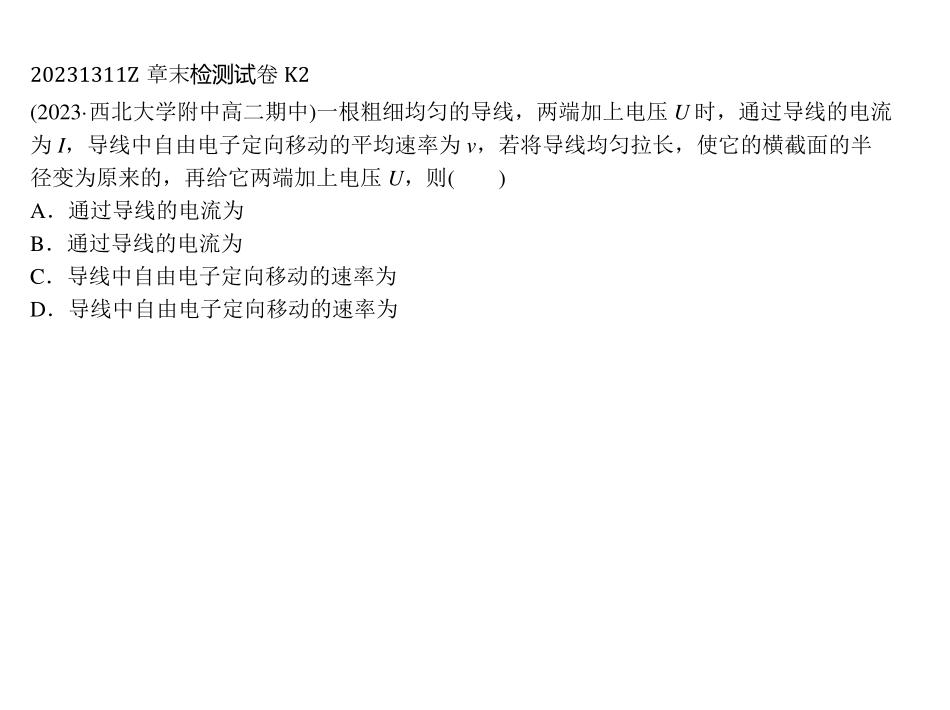 20231311Z 章末检测试卷 K2
(2023·西北大学附中高二期中)一根粗细均匀的导线，两端加上电压 U 时，通过导线的电流
为 I，导线中自由电子定向移动的平均速率为 v，若将导线均匀拉长，使它的横截面的半
径变为原来的，再给它两端加上电压 U，则(　　)
A．通过导线的电流为
B．通过导线的电流为
C．导线中自由电子定向移动的速率为
D．导线中自由电子定向移动的速率为